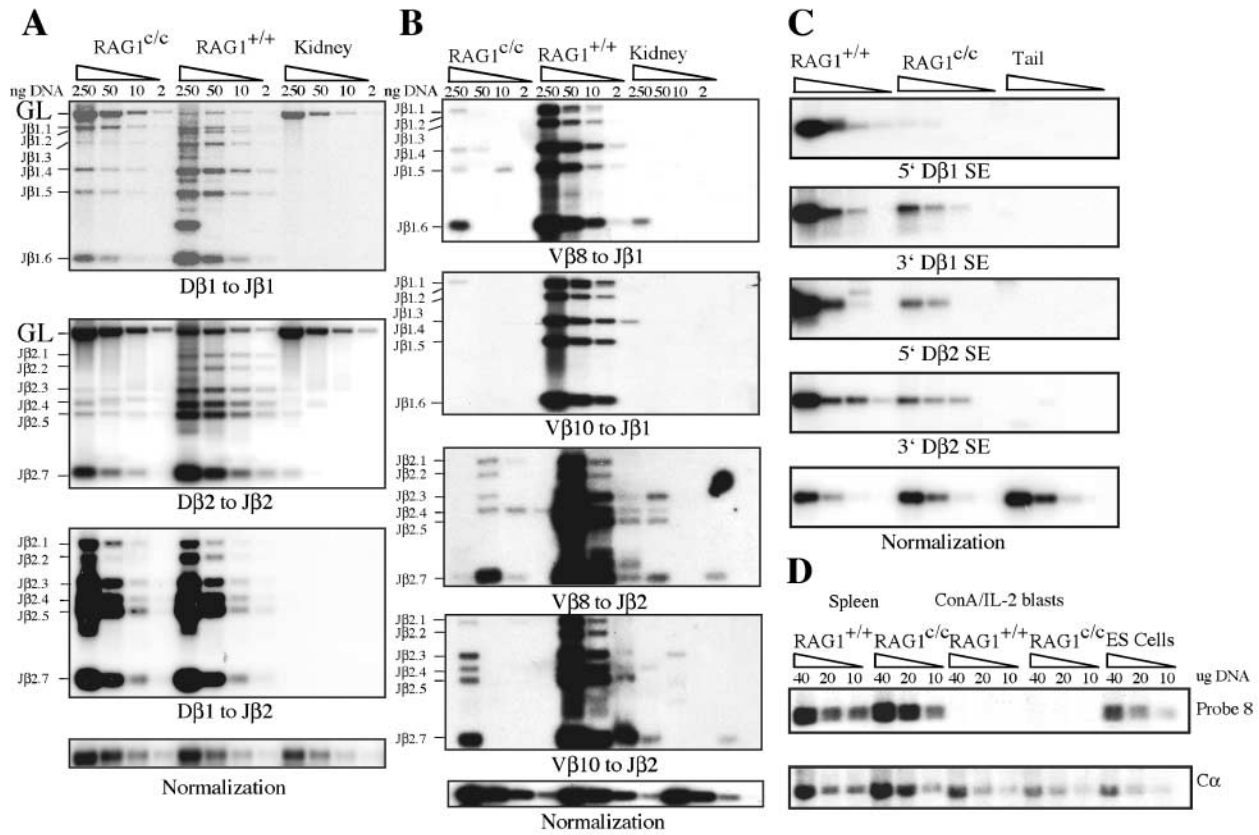 A
RAG1c/c RAG1+/+ Kidney
ng DNA 250 50 10 2 250 50 10 2 250 50 10 2
GL
Jβ1.1
Jβ1.2
Jβ1.3
Jβ1.4
Jβ1.5
Jβ1.6
Dβ1 to Jβ1
GL
Jβ2.1
Jβ2.2
Jβ2.3
Jβ2.4
Jβ2.5
Jβ2.7
Dβ2 to Jβ2
Jβ2.1
Jβ2.2
Jβ2.3
Jβ2.4
Jβ2.5
Jβ2.7
Dβ1 to Jβ2
Normalization
B
RAG1c/c RAG1+/+ Kidney
ng DNA 250 50 10 2 250 50 10 2 250 50 10 2
Jβ1.1
Jβ1.2
Jβ1.3
Jβ1.4
Jβ1.5
Jβ1.6
Vβ8 to Jβ1
Jβ1.1
Jβ1.2
Jβ1.3
Jβ1.4
Jβ1.5
Jβ1.6
Vβ10 to Jβ1
Jβ2.1
Jβ2.2
Jβ2.3
Jβ2.4
Jβ2.5
Jβ2.7
Vβ8 to Jβ2
Jβ2.1
Jβ2.2
Jβ2.3
Jβ2.4
Jβ2.5
Jβ2.7
Vβ10 to Jβ2
Normalization
C
RAG1+/+ RAG1c/c Tail
5‘ Dβ1 SE
3‘ Dβ1 SE
5‘ Dβ2 SE
3‘ Dβ2 SE
Normalization
D
Spleen ConA/IL-2 blasts
RAG1+/+ RAG1c/c RAG1+/+ RAG1c/c ES Cells
40 20 10 40 20 10 40 20 10 40 20 10 40 20 10 ug DNA
Probe 8
Cα